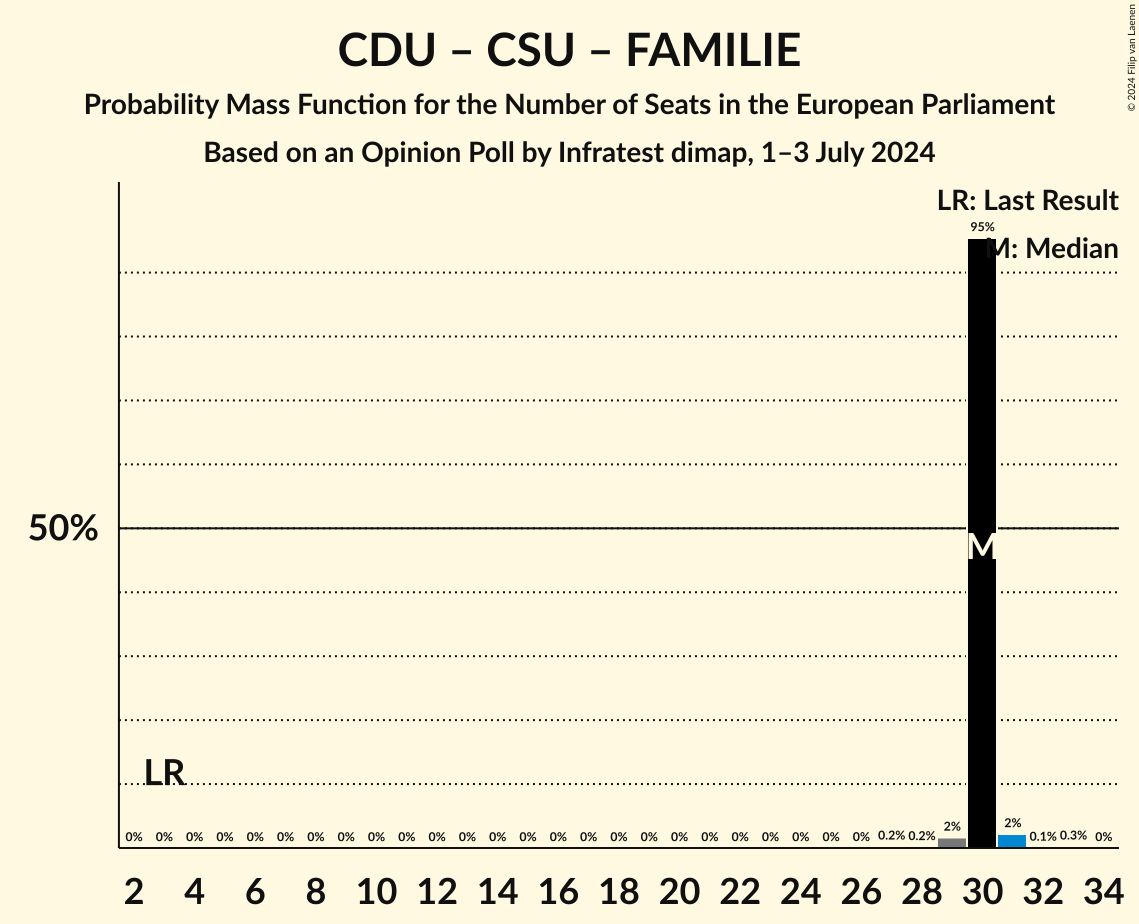 CDU – CSU – FAMILIE
Probability Mass Function for the Number of Seats in the European Parliament
Based on an Opinion Poll by Infratest dimap, 1–3 July 2024
© 2024 Filip van Laenen
LR: Last Result
95%
M: Median
50%
M
LR
0% 0% 0% 0% 0% 0% 0% 0% 0% 0% 0% 0% 0% 0% 0% 0% 0% 0% 0% 0% 0% 0% 0% 0% 0% 0.2% 0.2% 2% 2% 0.1% 0.3% 0%
2 4 6 8 10 12 14 16 18 20 22 24 26 28 30 32 34